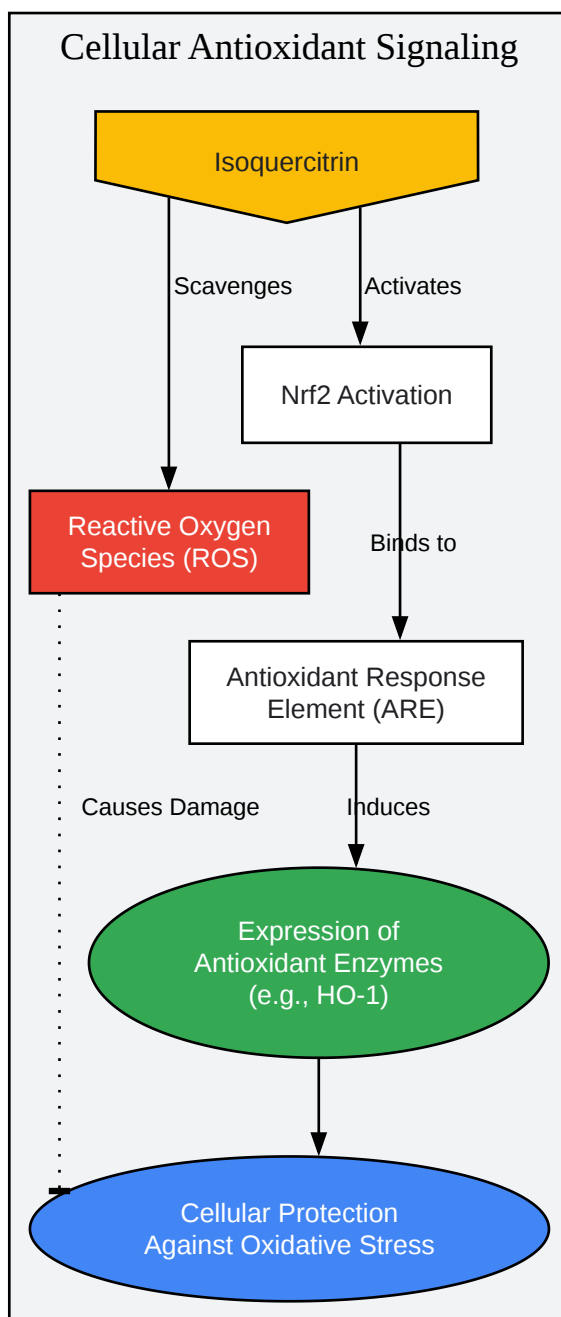 Cellular Antioxidant Signaling
Isoquercitrin
Scavenges
Activates
Nrf2 Activation
Reactive Oxygen
Species (ROS)
Binds to
Antioxidant Response
Element (ARE)
Causes Damage
Induces
Expression of
Antioxidant Enzymes
(e.g., HO-1)
Cellular Protection
Against Oxidative Stress